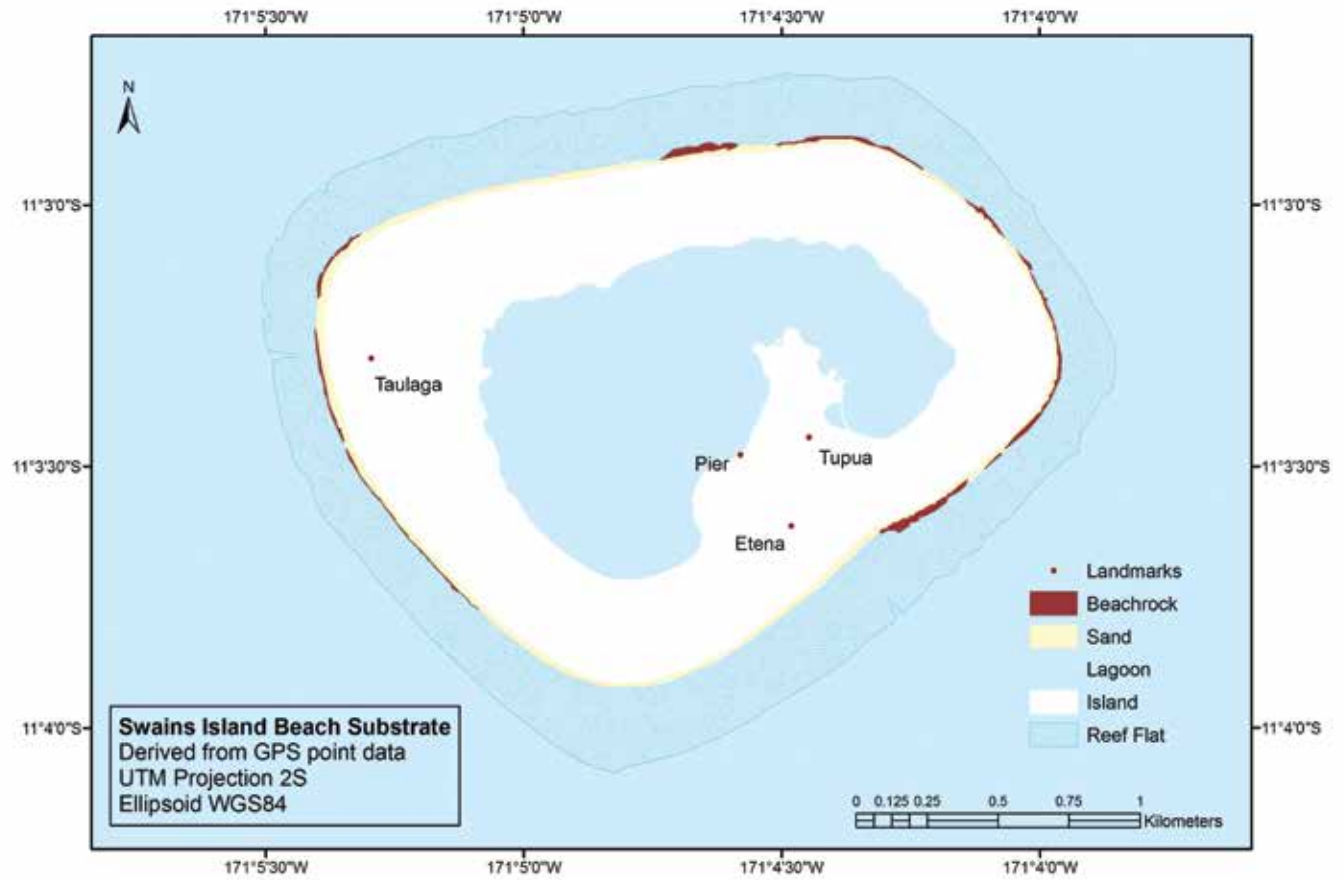 171°5'30"W 171°5'0"W 171°4'30"W 171°4'0"W
N
11°3'0"S 11°3'0"S
Taulaga
11°3'30"S Pier Tupua 11°3'30"S
Etena
Landmarks
Beachrock
Sand
Lagoon
Island
Reef Flat
11°4'0"S 11°4'0"S
Swains Island Beach Substrate
Derived from GPS point data
UTM Projection 2S
Ellipsoid WGS84
0 0.125 0.25 0.5 0.75 1
Kilometers
171°5'30"W 171°5'0"W 171°4'30"W 171°4'0"W